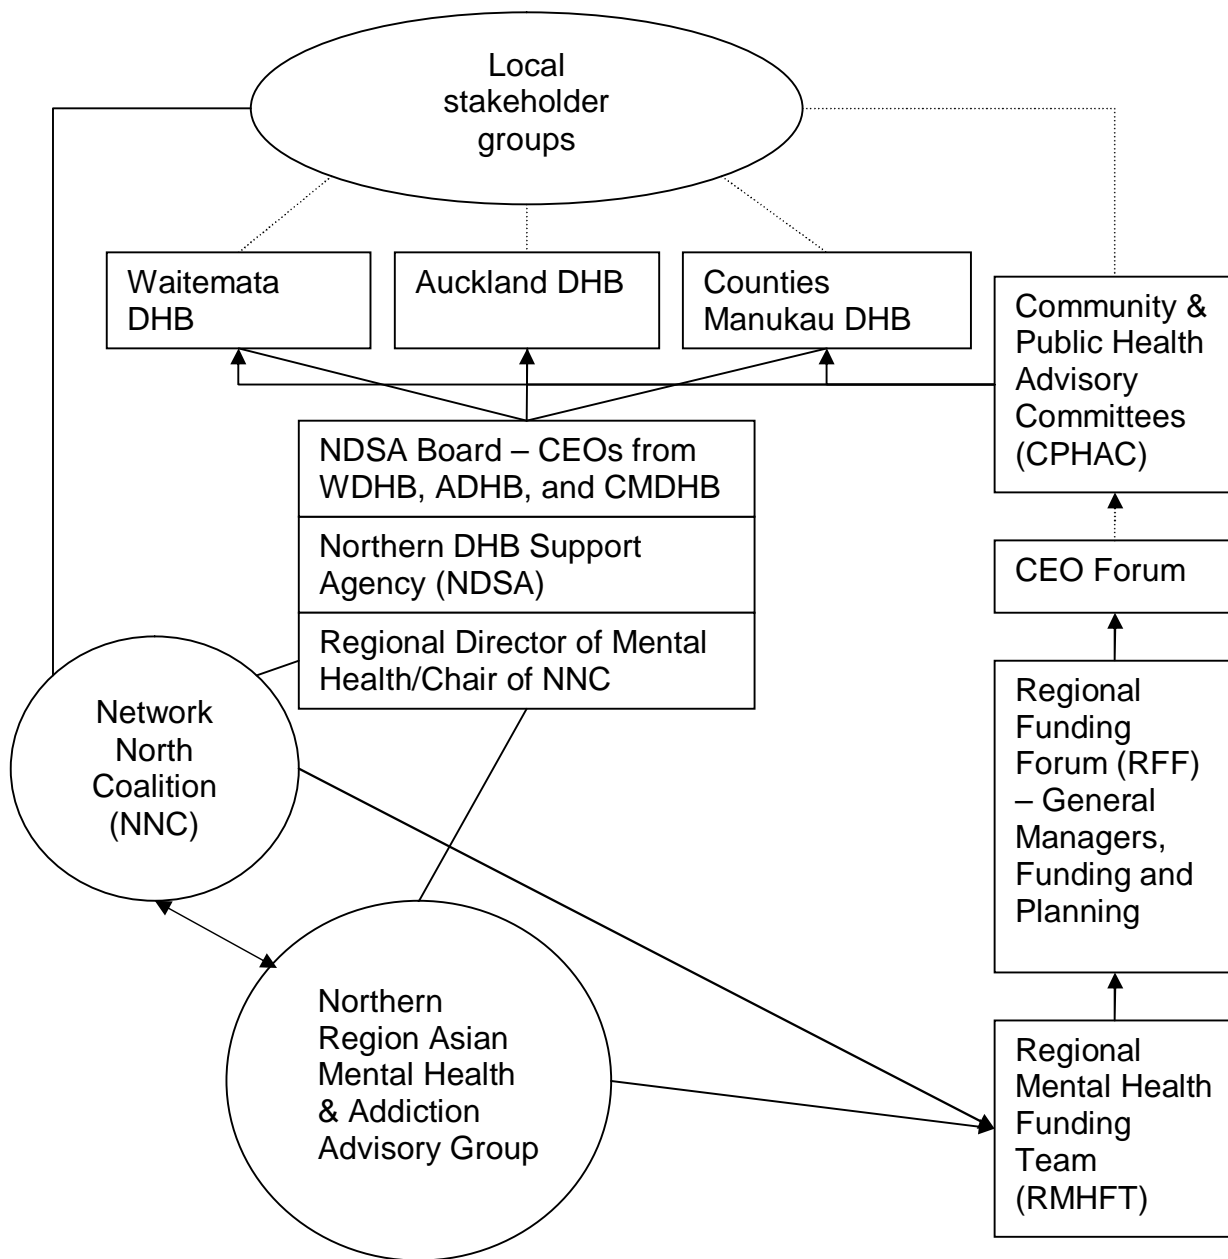 Local
stakeholder
groups
Waitemata
DHB
Auckland DHB
Counties
Manukau DHB
Community &
Public Health
Advisory
Committees
(CPHAC)
NDSA Board – CEOs from
WDHB, ADHB, and CMDHB
Northern DHB Support
Agency (NDSA)
Regional Director of Mental
Health/Chair of NNC
CEO Forum
Network
North
Coalition
(NNC)
Regional
Funding
Forum (RFF)
– General
Managers,
Funding and
Planning
Northern
Region Asian
Mental Health
& Addiction
Advisory Group
Regional
Mental Health
Funding
Team
(RMHFT)